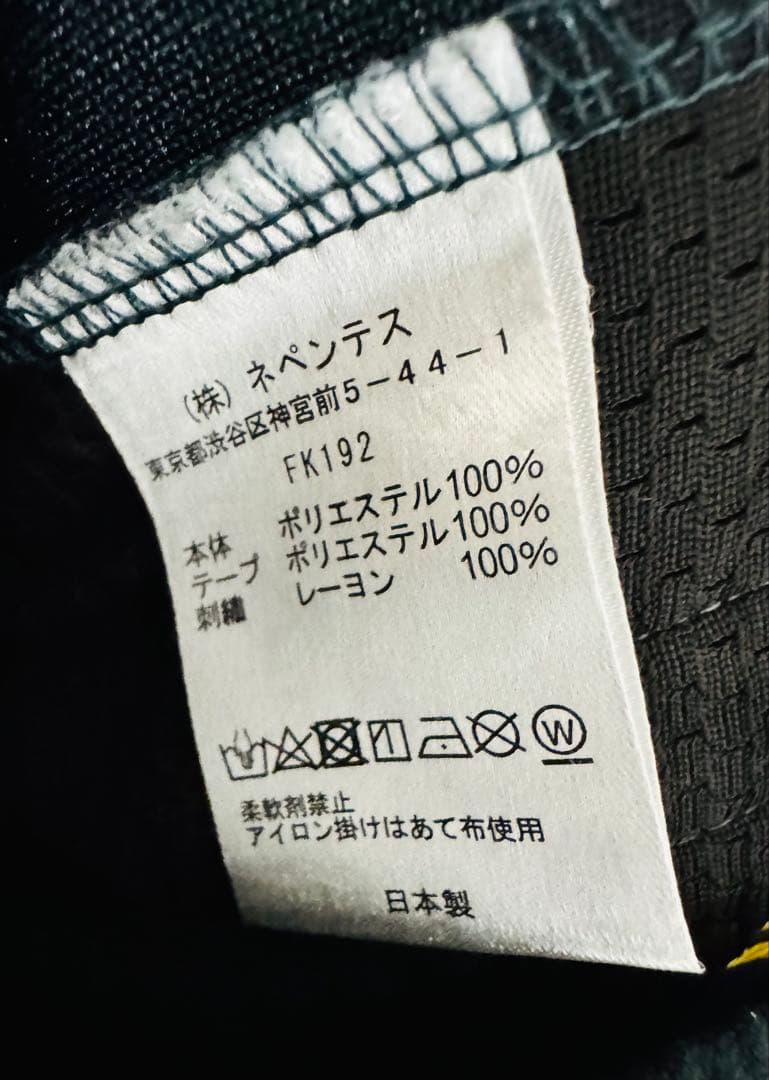 (株) ネペンテス
東京都渋谷区神宮前5-44-1
FK192
本体 ポリエステル100%
テープ ポリエステル100%
刺繍 レーヨン 100%
W
柔軟剤禁止
アイロン掛けはあて布使用
日本製